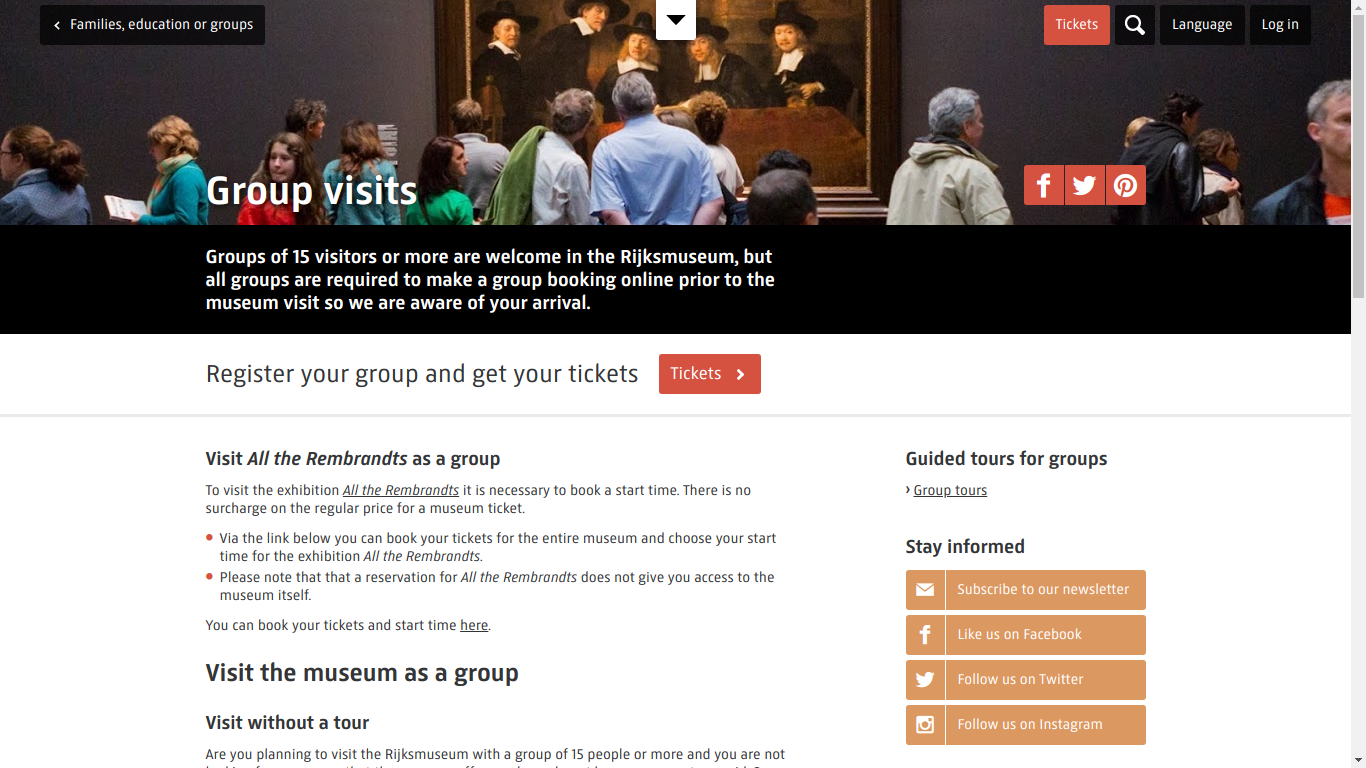 Families, education or groups
Tickets
Language
Log in
Group visits
Groups of 15 visitors or more are welcome in the Rijksmuseum, but
all groups are required to make a group booking online prior to the
museum visit so we are aware of your arrival.
Register your group and get your tickets
Tickets
Visit All the Rembrandts as a group
To visit the exhibition All the Rembrandts it is necessary to book a start time. There is no
surcharge on the regular price for a museum ticket.
Via the link below you can book your tickets for the entire museum and choose your start
time for the exhibition All the Rembrandts.
Please note that that a reservation for All the Rembrandts does not give you access to the
museum itself.
You can book your tickets and start time here.
Visit the museum as a group
Visit without a tour
Are you planning to visit the Rijksmuseum with a group of 15 people or more and you are not
Guided tours for groups
Group tours
Stay informed
Subscribe to our newsletter
Like us on Facebook
Follow us on Twitter
Follow us on Instagram